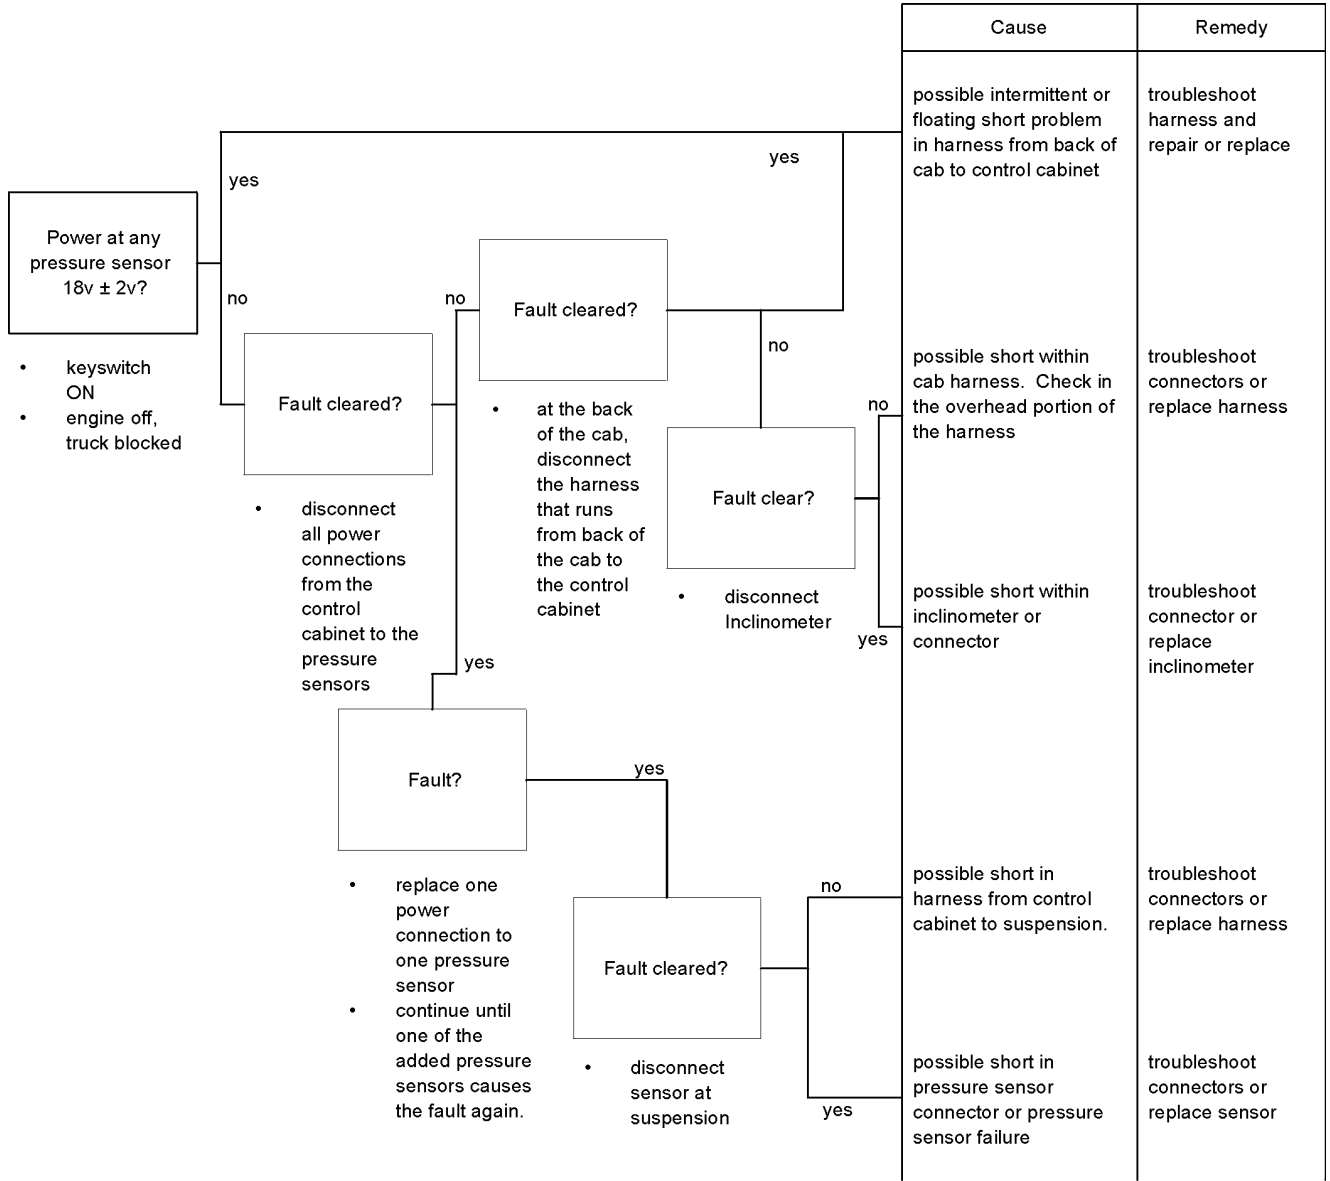 Cause
Remedy
possible intermittent or
floating short problem
in harness from back of
cab to control cabinet
troubleshoot
harness and
repair or replace
yes
yes
Power at any
pressure sensor
18v ± 2v?
no
• keyswitch
ON
• engine off,
truck blocked
Fault cleared?
• disconnect
all power
connections
from the
control
cabinet to the
pressure
sensors
no
Fault cleared?
• at the back
of the cab,
disconnect
the harness
that runs
from back of
the cab to
the control
cabinet
no
Fault clear?
• disconnect
Inclinometer
no
possible short within
cab harness.  Check in
the overhead portion of
the harness
troubleshoot
connectors or
replace harness
yes
possible short within
inclinometer or
connector
troubleshoot
connector or
replace
inclinometer
yes
Fault?
• replace one
power
connection to
one pressure
sensor
• continue until
one of the
added pressure
sensors causes
the fault again.
yes
Fault cleared?
• disconnect
sensor at
suspension
no
possible short in
harness from control
cabinet to suspension.
troubleshoot
connectors or
replace harness
yes
possible short in
pressure sensor
connector or pressure
sensor failure
troubleshoot
connectors or
replace sensor